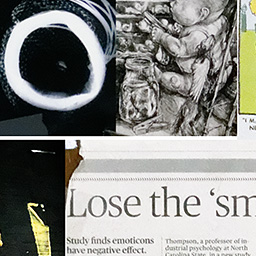 "I M
NEV
Lose the 'sm
Study finds emoticons
have negative effect.
Thompson, a professor of in-
dustrial psychology at North
Carolina State, in a new study